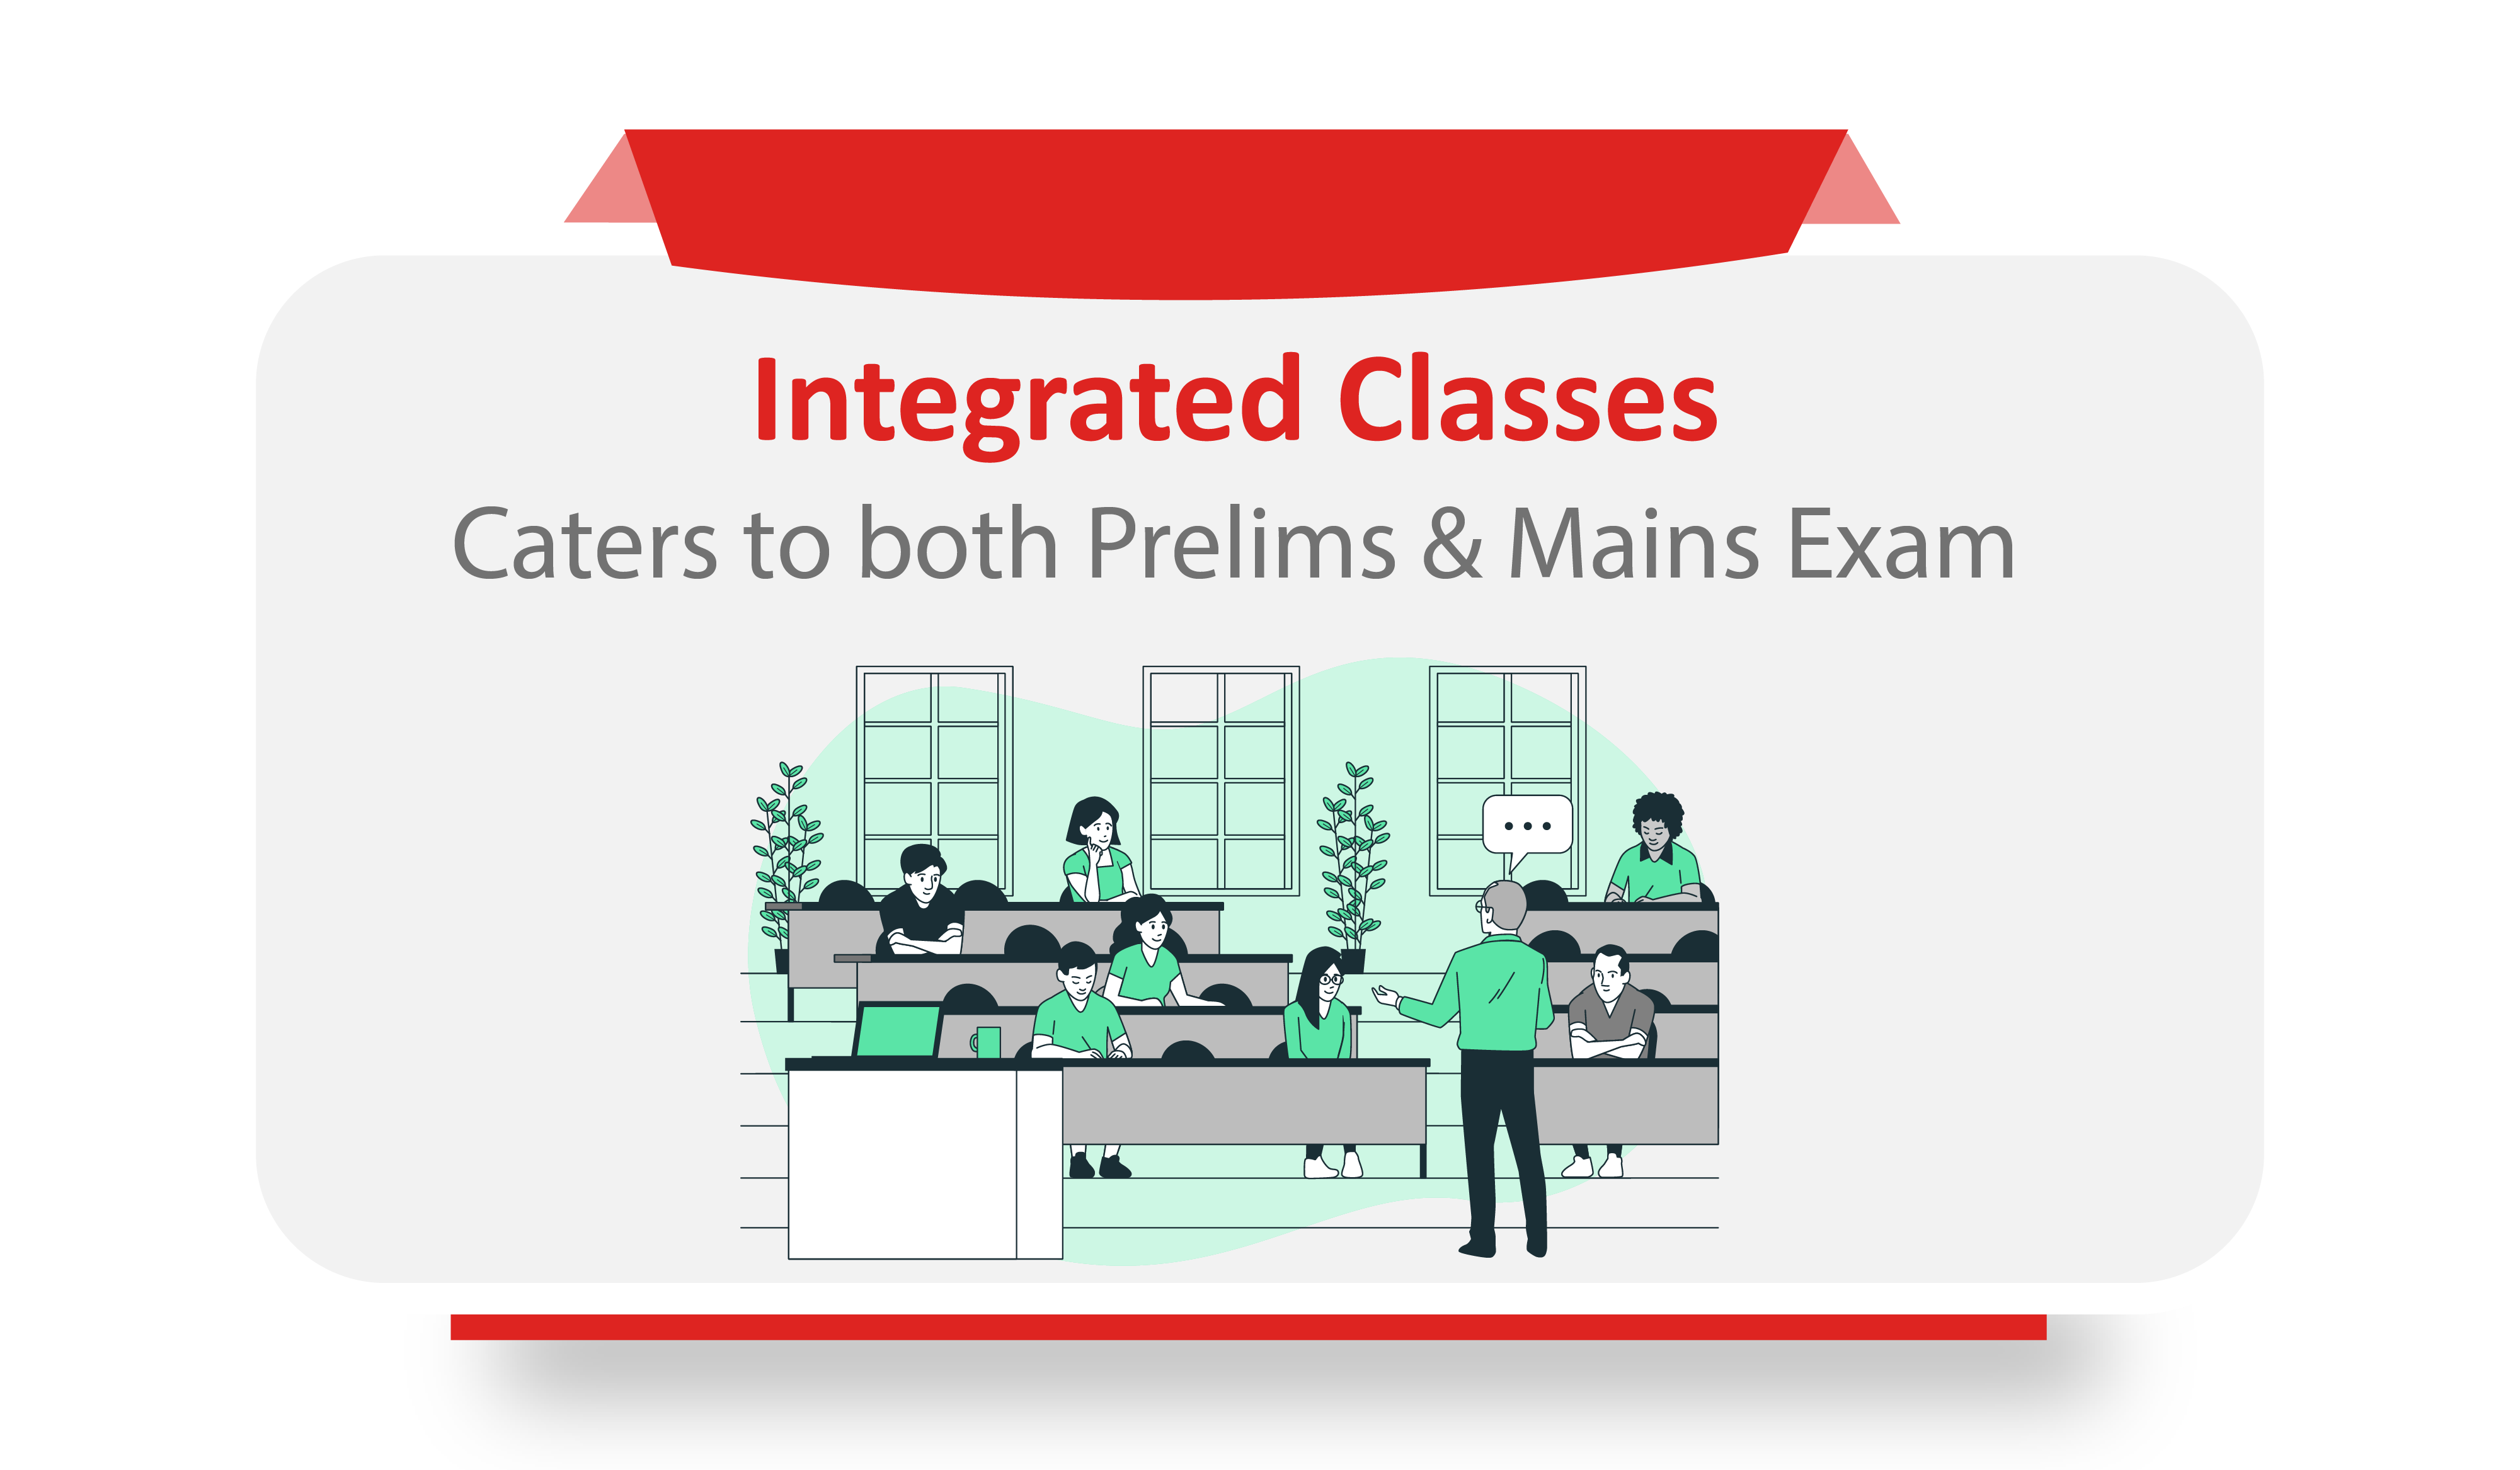 Integrated Classes
Caters to both Prelims & Mains Exam